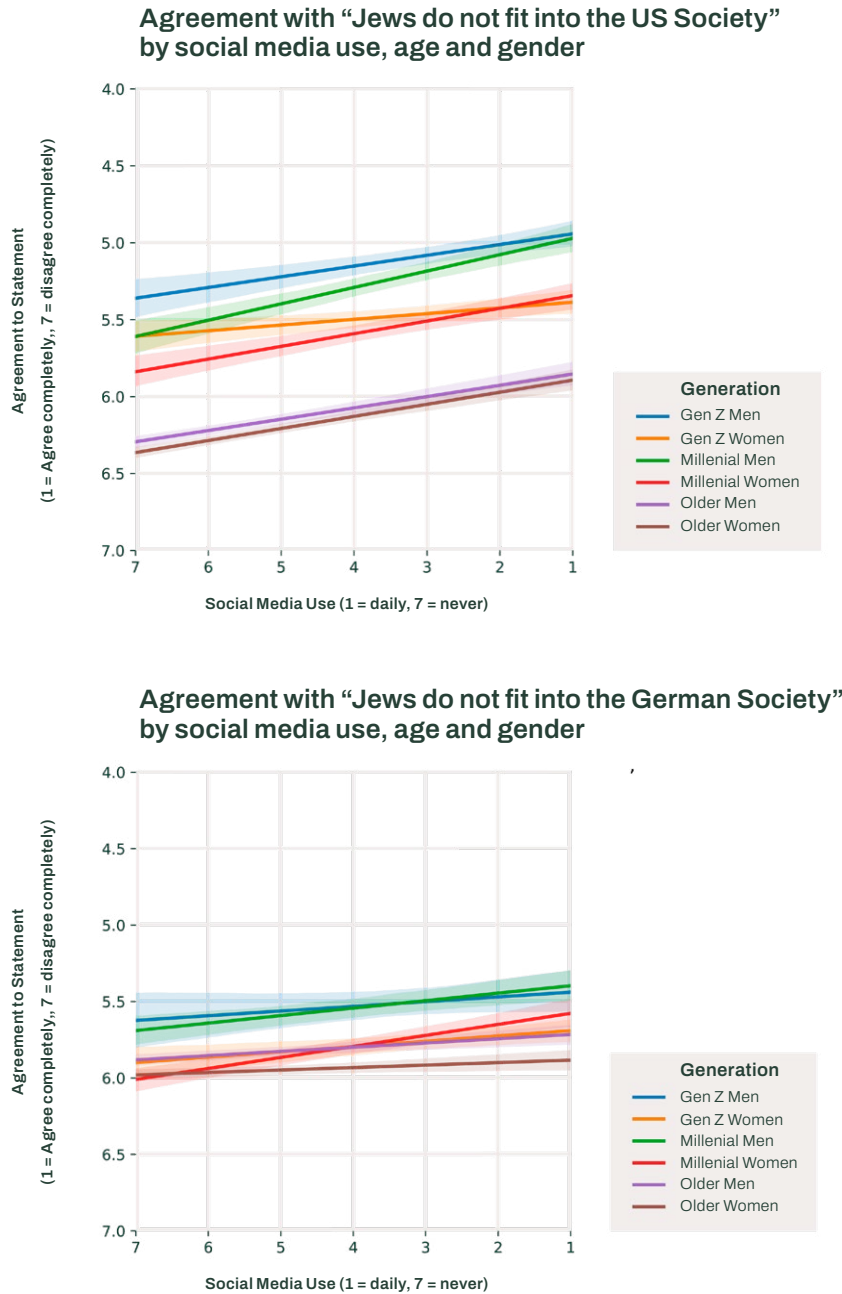 Agreement with “Jews do not fit into the US Society”
by social media use, age and gender
Agreement to Statement
(1 = Agree completely,, 7 = disagree completely)
4.0
4.5
5.0
5.5
6.0
6.5
7.0
7 6 5 4 3 2 1
Social Media Use (1 = daily, 7 = never)
Generation
Gen Z Men
Gen Z Women
Millenial Men
Millenial Women
Older Men
Older Women
Agreement with “Jews do not fit into the German Society”
by social media use, age and gender
,
Agreement to Statement
(1 = Agree completely,, 7 = disagree completely)
4.0
4.5
5.0
5.5
6.0
6.5
7.0
7 6 5 4 3 2 1
Social Media Use (1 = daily, 7 = never)
Generation
Gen Z Men
Gen Z Women
Millenial Men
Millenial Women
Older Men
Older Women